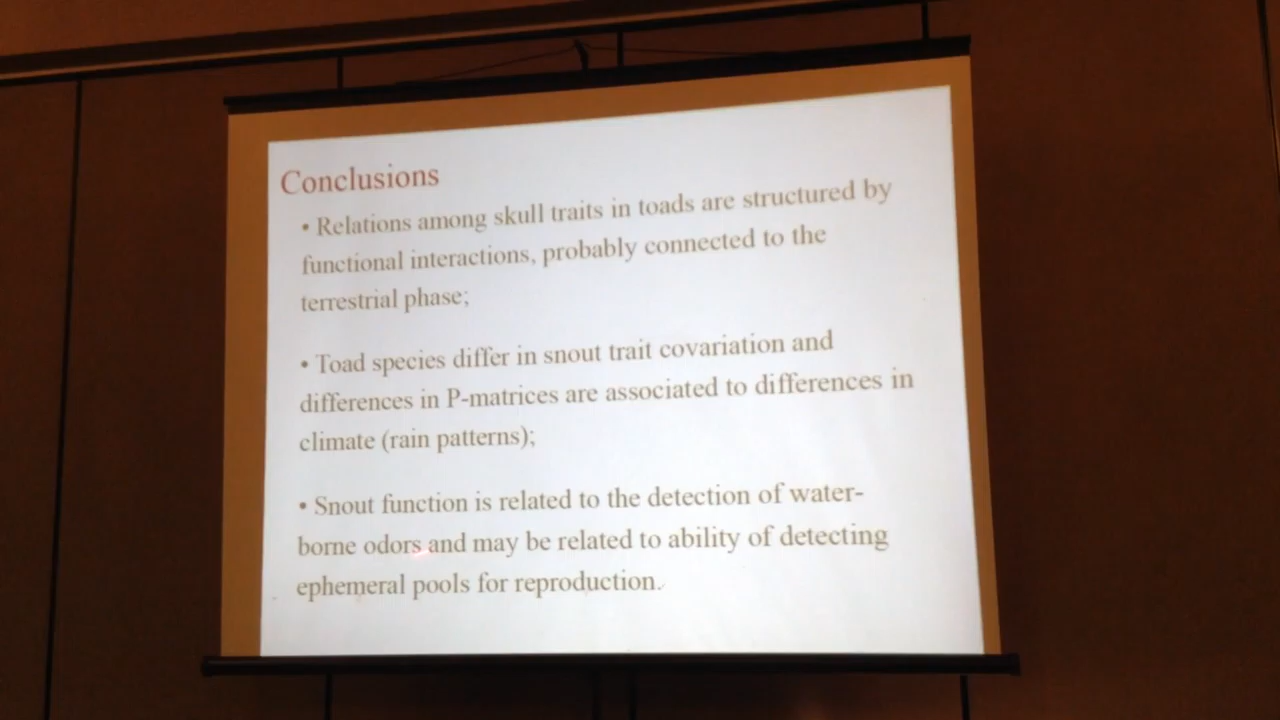 Conclusions
• Relations among skull traits in toads are structured by
functional interactions, probably connected to the
terrestrial phase;
• Toad species differ in snout trait covariation and
differences in P-matrices are associated to differences in
climate (rain patterns);
• Snout function is related to the detection of water-
borne odors and may be related to ability of detecting
ephemeral pools for reproduction.